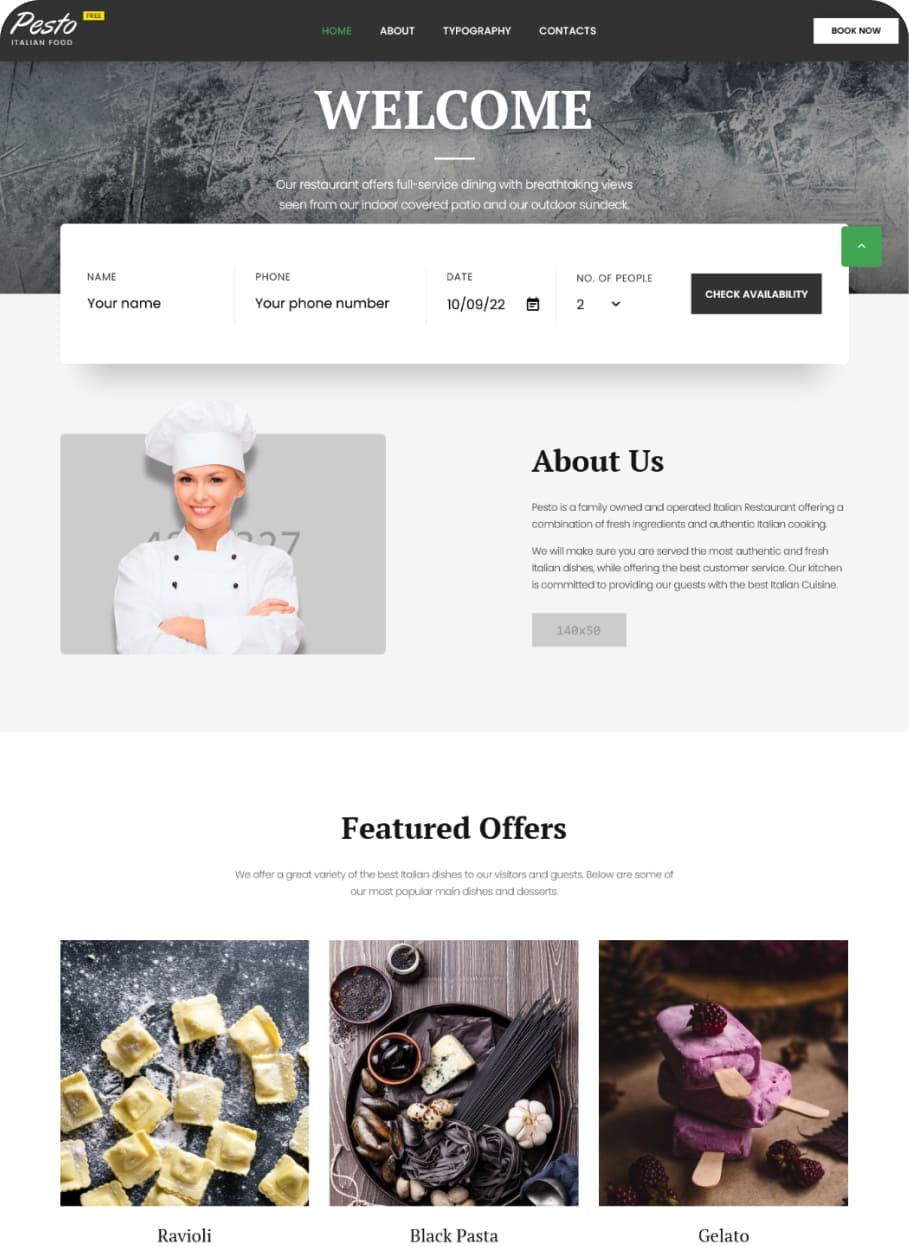 Pesto
FREE
ITALIAN FOOD
HOME ABOUT TYPOGRAPHY CONTACTS
BOOK NOW
WELCOME
Our restaurant offers full-service dining with breathtaking views
seen from our indoor covered patio and our outdoor sundeck.
NAME
Your name
PHONE
Your phone number
DATE
10/09/22
NO. OF PEOPLE
2
CHECK AVAILABILITY
About Us
Pesto is a family owned and operated Italian Restaurant offering a
combination of fresh ingredients and authentic Italian cooking.
We will make sure you are served the most authentic and fresh
Italian dishes, while offering the best customer service. Our kitchen
is committed to providing our guests with the best Italian Cuisine.
140x50
Featured Offers
We offer a great variety of the best Italian dishes to our visitors and guests. Below are some of
our most popular main dishes and desserts.
Ravioli
Black Pasta
Gelato